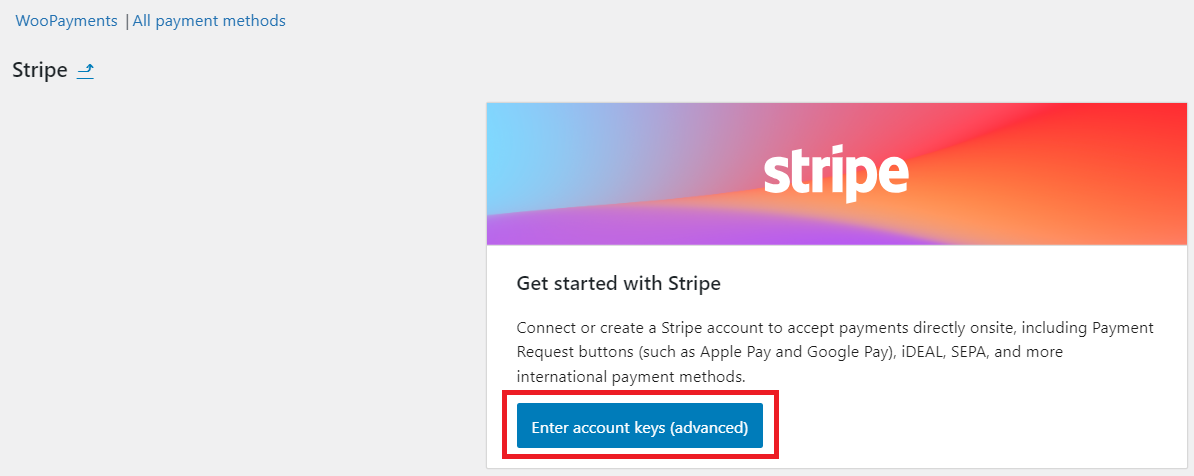 WooPayments | All payment methods
Stripe
stripe
Get started with Stripe
Connect or create a Stripe account to accept payments directly onsite, including Payment
Request buttons (such as Apple Pay and Google Pay), iDEAL, SEPA, and more
international payment methods.
Enter account keys (advanced)